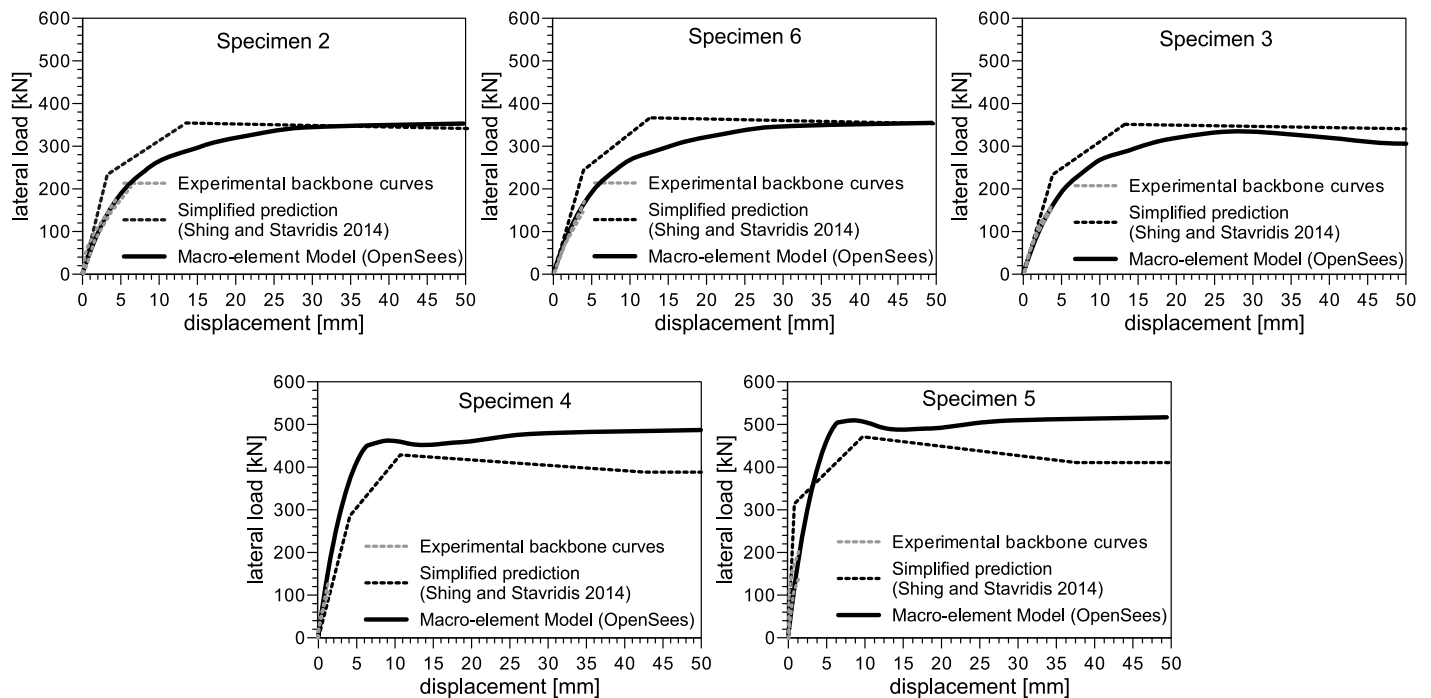 Specimen 2
lateral load [kN]
600
500
400
300
200
100
0
Experimental backbone curves
Simplified prediction
(Shing and Stavridis 2014)
Macro-element Model (OpenSees)
0 5 10 15 20 25 30 35 40 45 50
displacement [mm]
Specimen 6
lateral load [kN]
600
500
400
300
200
100
0
Experimental backbone curves
Simplified prediction
(Shing and Stavridis 2014)
Macro-element Model (OpenSees)
0 5 10 15 20 25 30 35 40 45 50
displacement [mm]
Specimen 3
lateral load [kN]
600
500
400
300
200
100
0
Experimental backbone curves
Simplified prediction
(Shing and Stavridis 2014)
Macro-element Model (OpenSees)
0 5 10 15 20 25 30 35 40 45 50
displacement [mm]
Specimen 4
lateral load [kN]
600
500
400
300
200
100
0
Experimental backbone curves
Simplified prediction
(Shing and Stavridis 2014)
Macro-element Model (OpenSees)
0 5 10 15 20 25 30 35 40 45 50
displacement [mm]
Specimen 5
lateral load [kN]
600
500
400
300
200
100
0
Experimental backbone curves
Simplified prediction
(Shing and Stavridis 2014)
Macro-element Model (OpenSees)
0 5 10 15 20 25 30 35 40 45 50
displacement [mm]